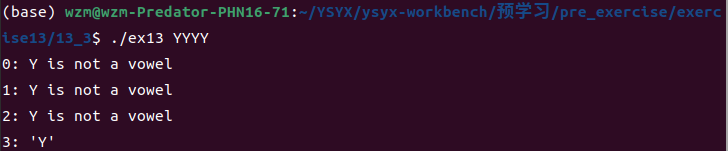 (base) wzm@wzm-Predator-PHN16-71:~/YSYX/ysyx-workbench/预学习/pre_exercise/exerc
ise13/13_3$ ./ex13 YYYY
0: Y is not a vowel
1: Y is not a vowel
2: Y is not a vowel
3: 'Y'